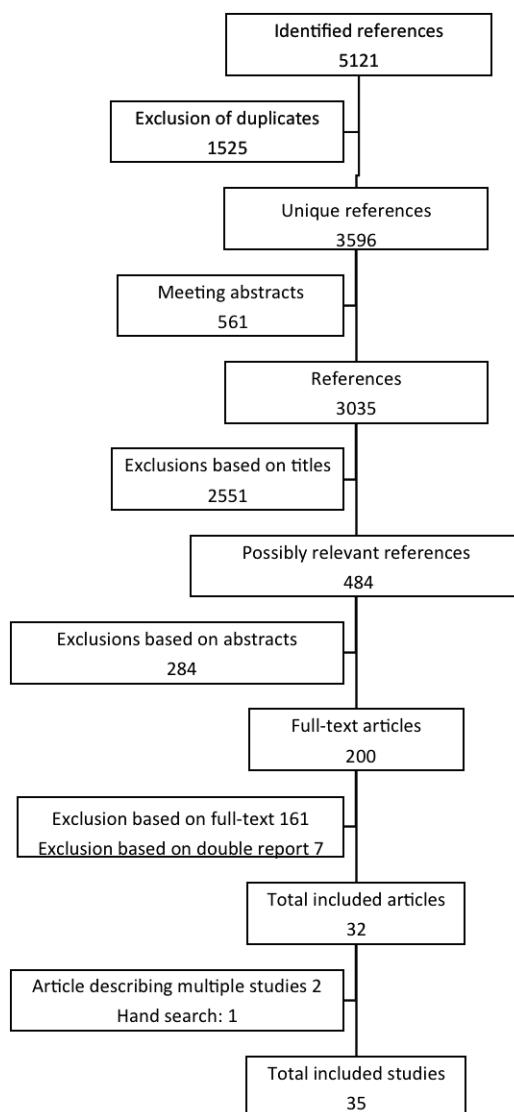 Identified references
5121
Exclusion of duplicates
1525
Unique references
3596
Meeting abstracts
561
References
3035
Exclusions based on titles
2551
Possibly relevant references
484
Exclusions based on abstracts
284
Full-text articles
200
Exclusion based on full-text 161
Exclusion based on double report 7
Total included articles
32
Article describing multiple studies 2
Hand search: 1
Total included studies
35